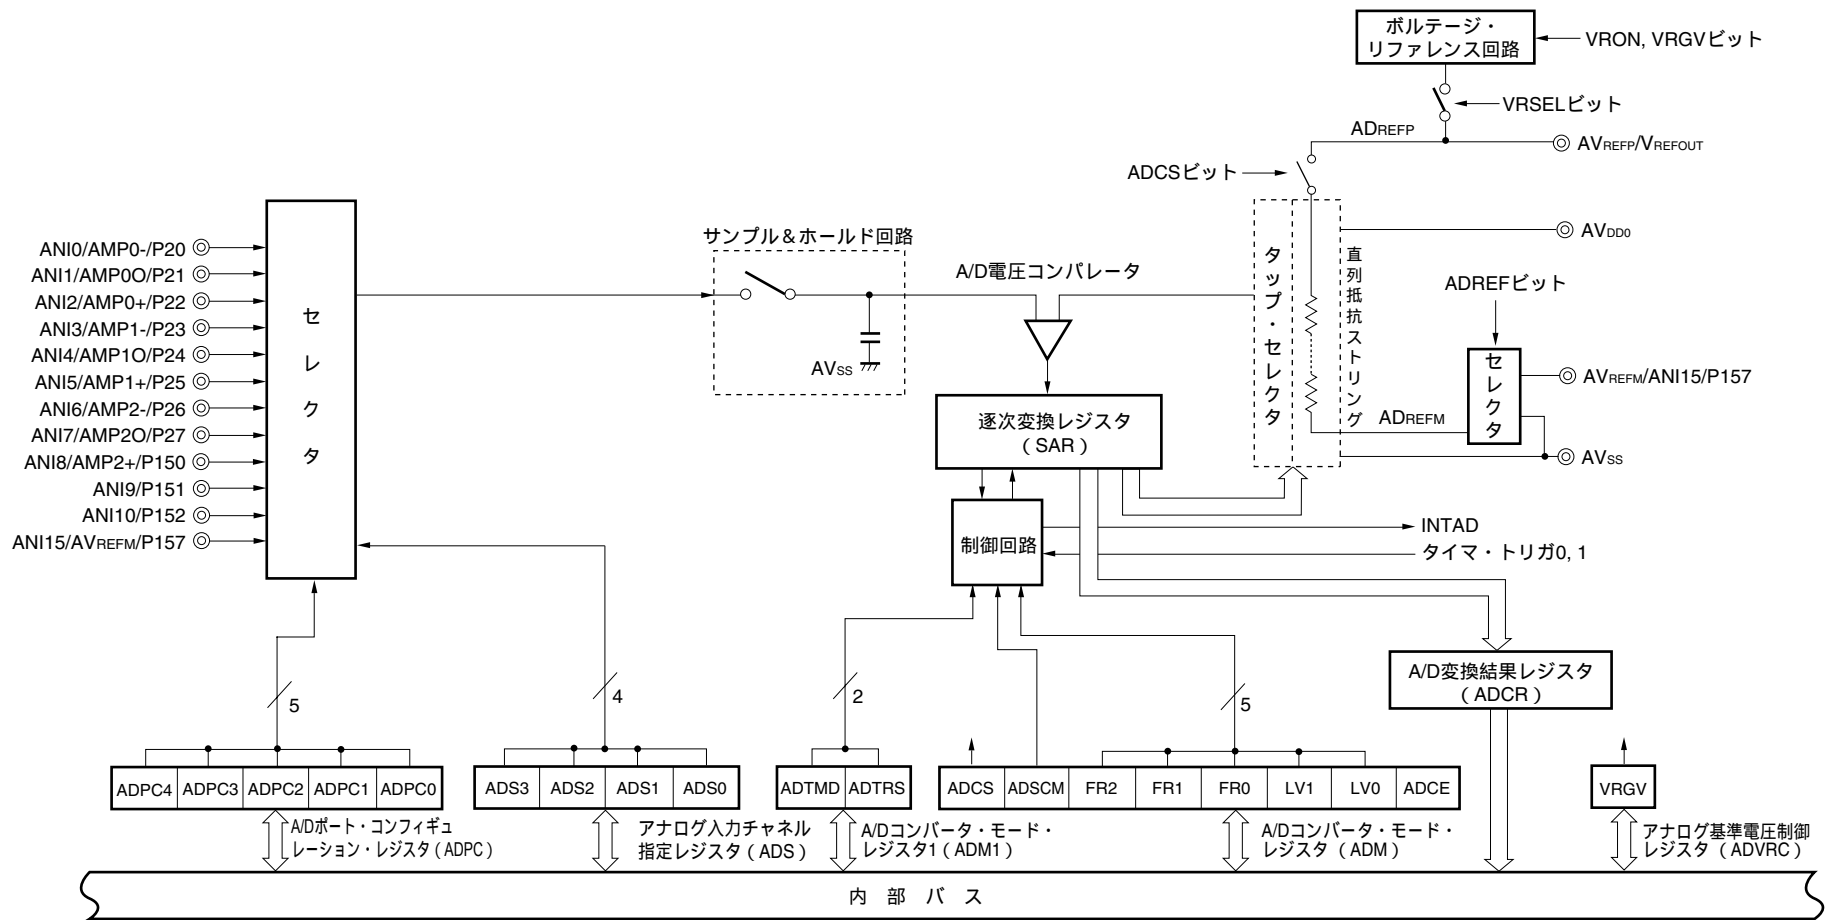 ボルテージ・
リファレンス回路
VRON, VRGVビット
VRSELビット
ADREFP
AVREFP/VREFOUT
ADCSビット
AVDD0
ADREFビット
セレクタ
AVREFM/ANI15/P157
ADREFM
AVSS
タップ・セレクタ
直列抵抗ストリング
サンプル&ホールド回路
AVSS
A/D電圧コンパレータ
ANI0/AMP0-/P20
ANI1/AMP0O/P21
ANI2/AMP0+/P22
ANI3/AMP1-/P23
ANI4/AMP1O/P24
ANI5/AMP1+/P25
ANI6/AMP2-/P26
ANI7/AMP2O/P27
ANI8/AMP2+/P150
ANI9/P151
ANI10/P152
ANI15/AVREFM/P157
セレクタ
逐次変換レジスタ
(SAR)
制御回路
INTAD
タイマ・トリガ0, 1
A/D変換結果レジスタ
(ADCR)
5
4
2
5
ADPC4 ADPC3 ADPC2 ADPC1 ADPC0
ADS3 ADS2 ADS1 ADS0
ADTMD ADTRS
ADCS ADSCM FR2 FR1 FR0 LV1 LV0 ADCE
VRGV
A/Dポート・コンフィギュ
レーション・レジスタ(ADPC)
アナログ入力チャネル
指定レジスタ(ADS)
A/Dコンバータ・モード・
レジスタ1(ADM1)
A/Dコンバータ・モード・
レジスタ(ADM)
アナログ基準電圧制御
レジスタ(ADVRC)
内部バス